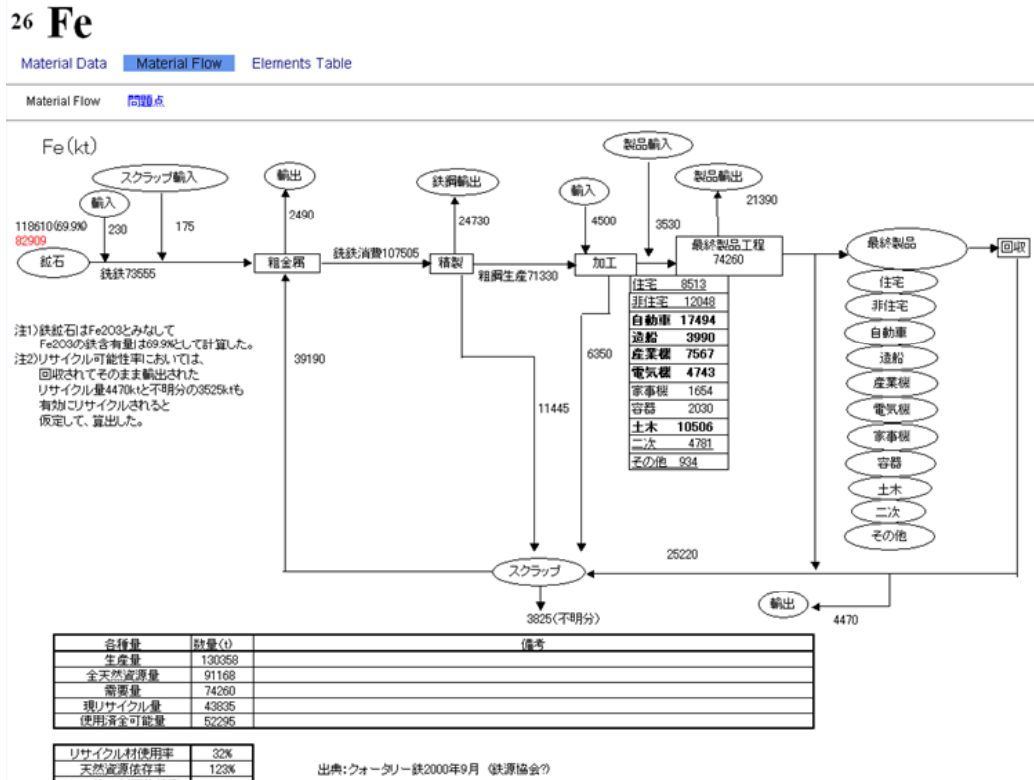 26 Fe
Material Data Material Flow Elements Table
Material Flow 問題点
Fe(kt)
スクラップ輸入
輸出
鉄鋼輸出
輸入
製品輸入
製品輸出
輸入
230
175
2490
24730
4500
3530
21390
118610(69.9%)
82909
鉱石
銑鉄73555
粗金属
銑鉄消費107505
精製
粗鋼生産71330
加工
最終製品工程
74260
最終製品
回収
住宅 8513
非住宅 12048
自動車 17494
造船 3990
産業機 7567
電気機 4743
家事機 1654
容器 2030
土木 10506
二次 4781
その他 934
住宅
非住宅
自動車
造船
産業機
電気機
家事機
容器
土木
二次
その他
注1)鉄鉱石はFe2O3とみなして
Fe2O3の鉄含有量は69.9%として計算した。
注2)リサイクル可能性率においては、
回収されてそのまま輸出された
リサイクル量4470ktと不明分の3525ktも
有効にリサイクルされると
仮定して、算出した。
39190
11445
6350
25220
スクラップ
3825(不明分)
輸出
4470
各種量 数量(t) 備考
生産量 130358
全天然資源量 91168
需要量 74260
現リサイクル量 43835
使用済全可能量 52295
リサイクル材使用率 32%
天然資源依存率 123%
出典:クォータリー鉄2000年9月 (鉄源協会?)